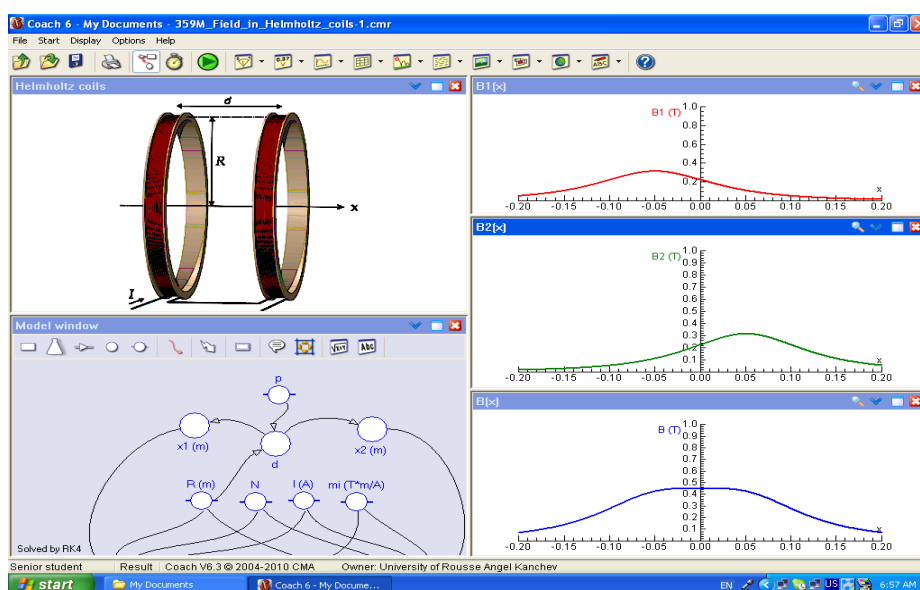 Coach 6 - My Documents - 359M_Field_in_Helmholtz_coils-1.cmr
File Start Display Options Help
Helmholtz coils
d
R
x
I
B1(x)
B1 (T)
1.0
0.8
0.6
0.4
0.2
x
-0.20 -0.15 -0.10 -0.05 0.00 0.05 0.10 0.15 0.20
B2(x)
B2 (T)
1.0
0.9
0.8
0.7
0.6
0.5
0.4
0.3
0.2
0.1
x
-0.20 -0.15 -0.10 -0.05 0.00 0.05 0.10 0.15 0.20
Model window
p
x1 (m)
d
x2 (m)
R (m) N I (A) mi (T*m/A)
Solved by RK4
B(x)
B (T)
1.0
0.9
0.8
0.7
0.6
0.5
0.4
0.3
0.2
0.1
x
-0.20 -0.15 -0.10 -0.05 0.00 0.05 0.10 0.15 0.20
Senior student Result Coach V6.3 © 2004-2010 CMA Owner: University of Rousse Angel Kanchev
start My Documents Coach 6 - My Docume... EN US 6:57 AM